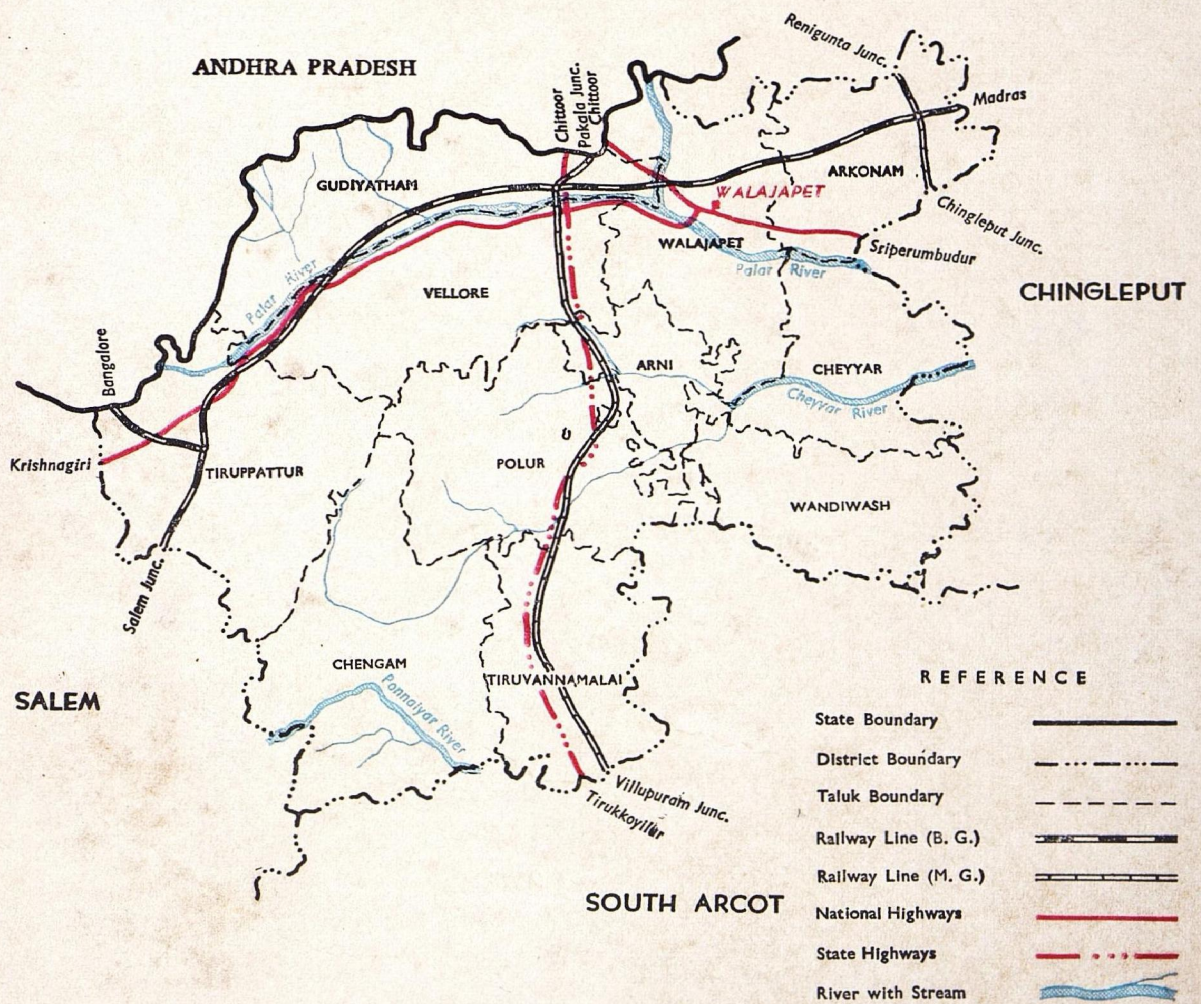 Renigunta Junc.
ANDHRA PRADESH
Chittoor
Pakala Junc.
Chittoor
Madras
GUDIYATHAM
ARKONAM
WALAJAPET
Chingleput Junc.
WALAJAPET
Sriperumbudur
Palar River
Palar River
VELLORE
CHINGLEPUT
Bangalore
ARNI
CHEYYAR
Cheyyar River
Krishnagiri
TIRUPPATTUR
POLUR
WANDIWASH
Salem Junc.
CHENGAM
TIRUVANNAMALAI
Ponnaiyar River
SALEM
Villupuram Junc.
Tirukkoyilur
SOUTH ARCOT
REFERENCE
State Boundary
District Boundary
Taluk Boundary
Railway Line (B. G.)
Railway Line (M. G.)
National Highways
State Highways
River with Stream